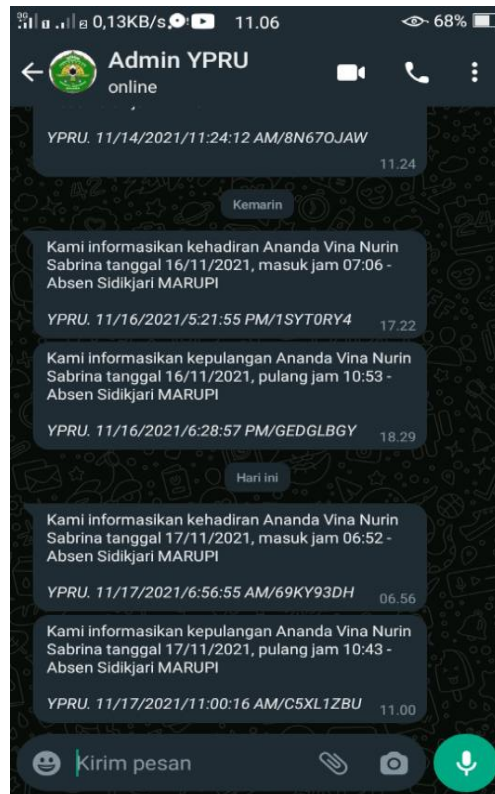 0,13KB/s 11.06 68%
Admin YPRU
online
YPRU. 11/14/2021/11:24:12 AM/8N67OJAW
11.24
Kemarin
Kami informasikan kehadiran Ananda Vina Nurin
Sabrina tanggal 16/11/2021, masuk jam 07:06 -
Absen Sidikjari MARUPI
YPRU. 11/16/2021/5:21:55 PM/1SYT0RY4
17.22
Kami informasikan kepulangan Ananda Vina Nurin
Sabrina tanggal 16/11/2021, pulang jam 10:53 -
Absen Sidikjari MARUPI
YPRU. 11/16/2021/6:28:57 PM/GEDGLBGY
18.29
Hari ini
Kami informasikan kehadiran Ananda Vina Nurin
Sabrina tanggal 17/11/2021, masuk jam 06:52 -
Absen Sidikjari MARUPI
YPRU. 11/17/2021/6:56:55 AM/69KY93DH
06.56
Kami informasikan kepulangan Ananda Vina Nurin
Sabrina tanggal 17/11/2021, pulang jam 10:43 -
Absen Sidikjari MARUPI
YPRU. 11/17/2021/11:00:16 AM/C5XL1ZBU
11.00
Kirim pesan